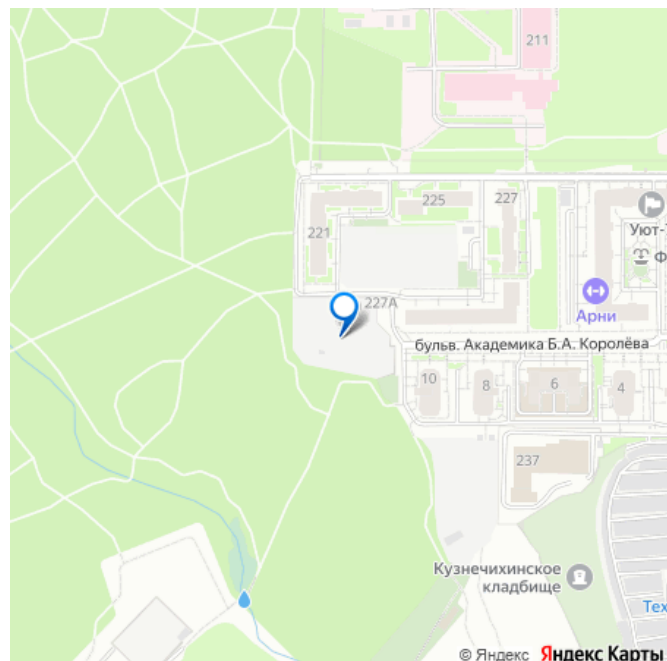 211
225
227
221
Уют-
Ф
227А
Арни
бульв. Академика Б.А. Королёва
10
8
6
4
237
Кузнечихинское
кладбище
Тех
© Яндекс Яндекс Карты